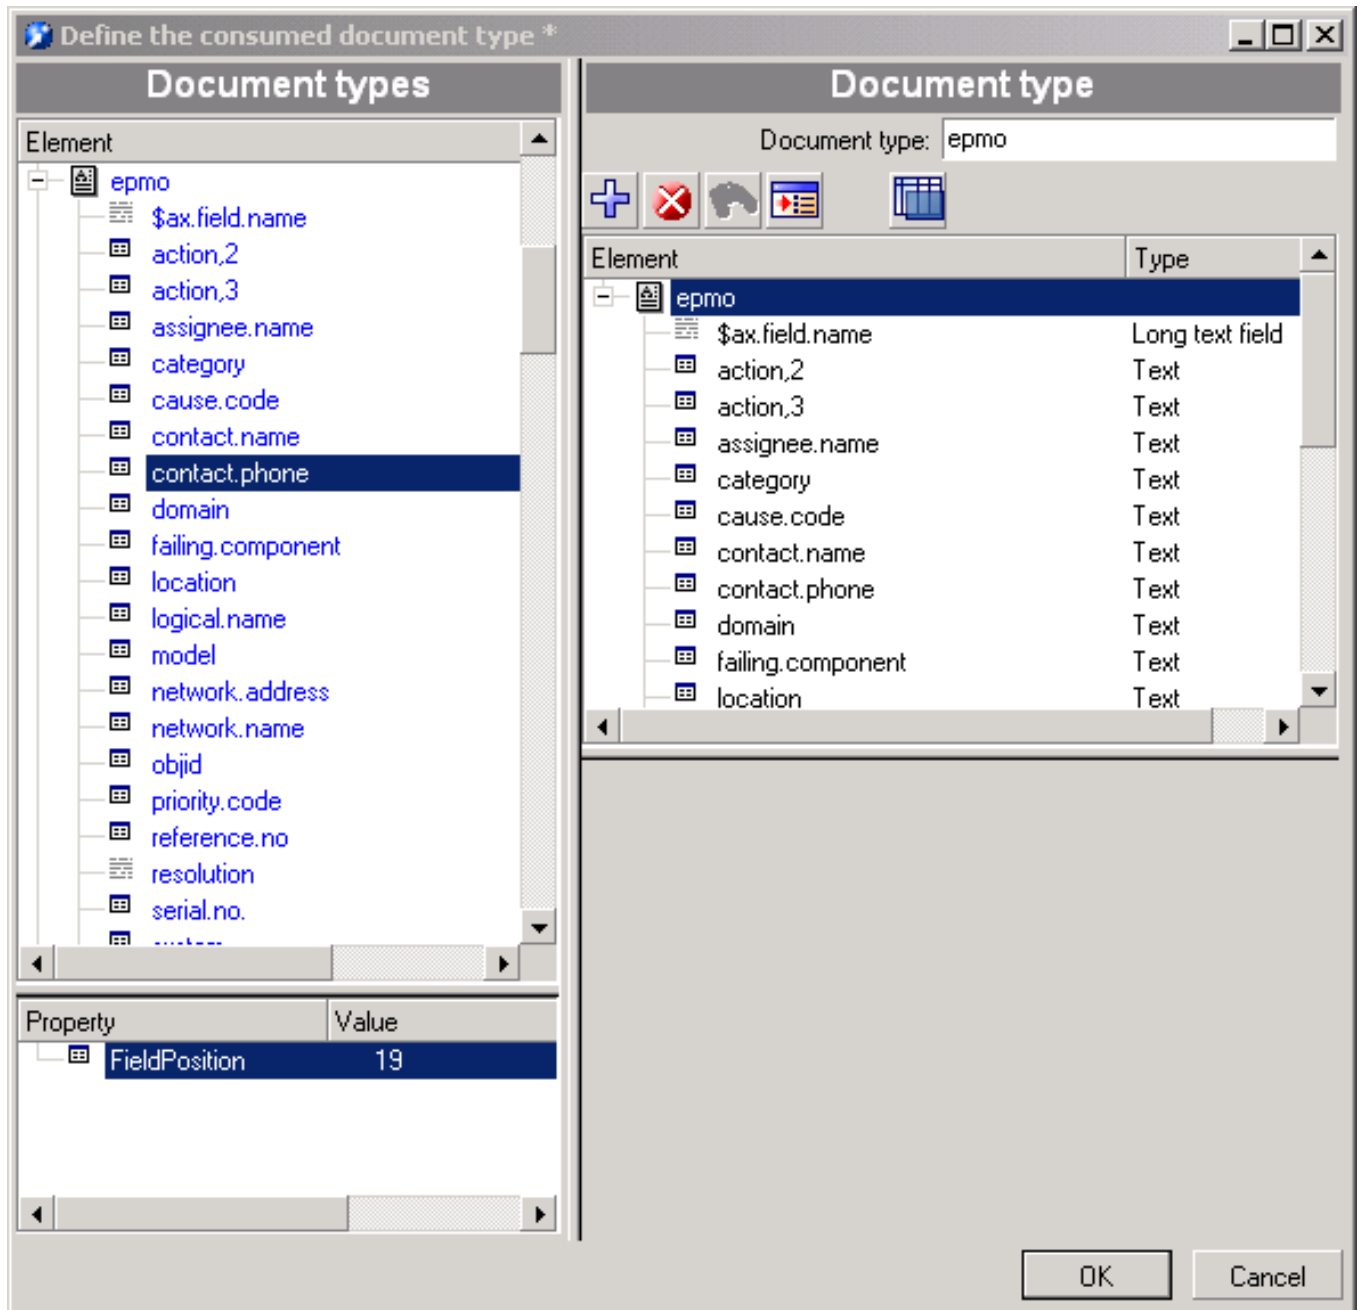 Define the consumed document type *
Document types
Element
epmo
$ax.field.name
action,2
action,3
assignee.name
category
cause.code
contact.name
contact.phone
domain
failing.component
location
logical.name
model
network.address
network.name
objid
priority.code
reference.no
resolution
serial.no.
Property Value
FieldPosition 19
Document type
Document type: epmo
Element Type
epmo
$ax.field.name Long text field
action,2 Text
action,3 Text
assignee.name Text
category Text
cause.code Text
contact.name Text
contact.phone Text
domain Text
failing.component Text
location Text
OK Cancel